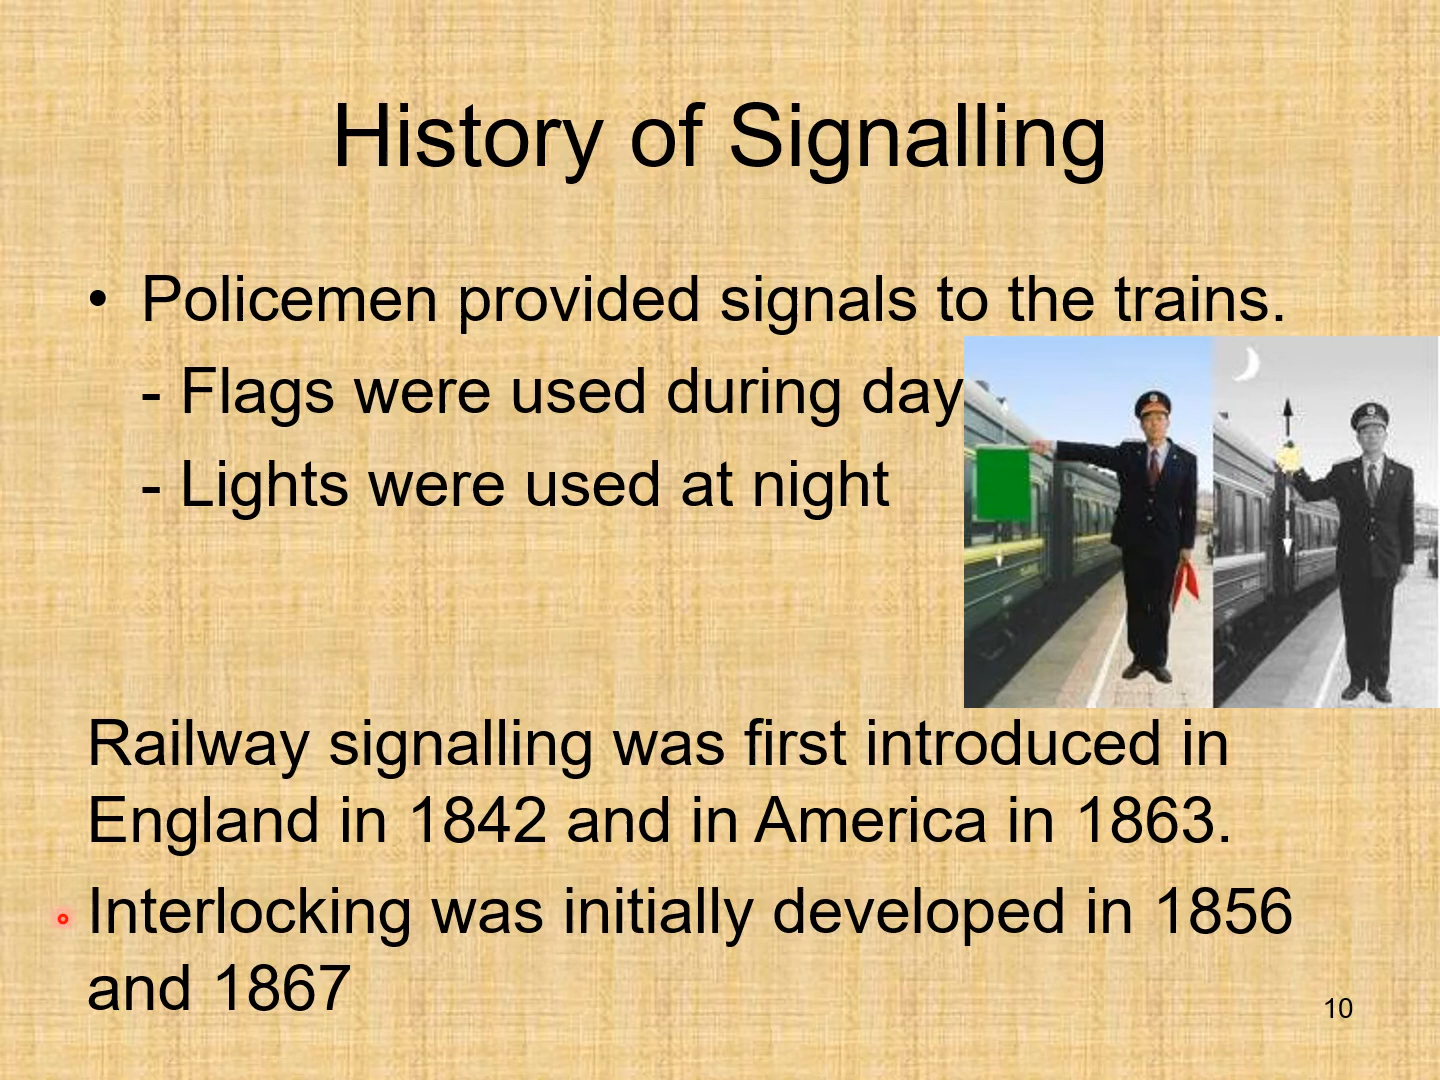 History of Signalling
• Policemen provided signals to the trains.
- Flags were used during day
- Lights were used at night
Railway signalling was first introduced in
England in 1842 and in America in 1863.
Interlocking was initially developed in 1856
and 1867
10